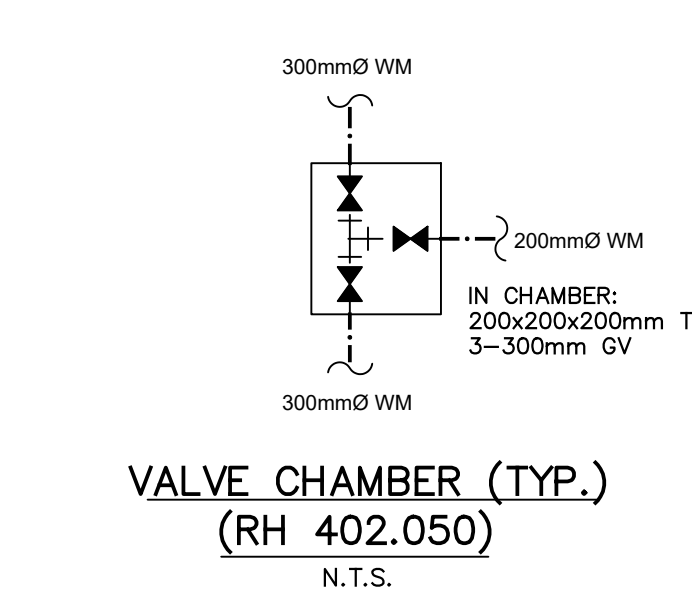 300mmØ WM
200mmØ WM
IN CHAMBER:
200x200x200mm T
3-300mm GV
300mmØ WM
VALVE CHAMBER (TYP.)
(RH 402.050)
N.T.S.